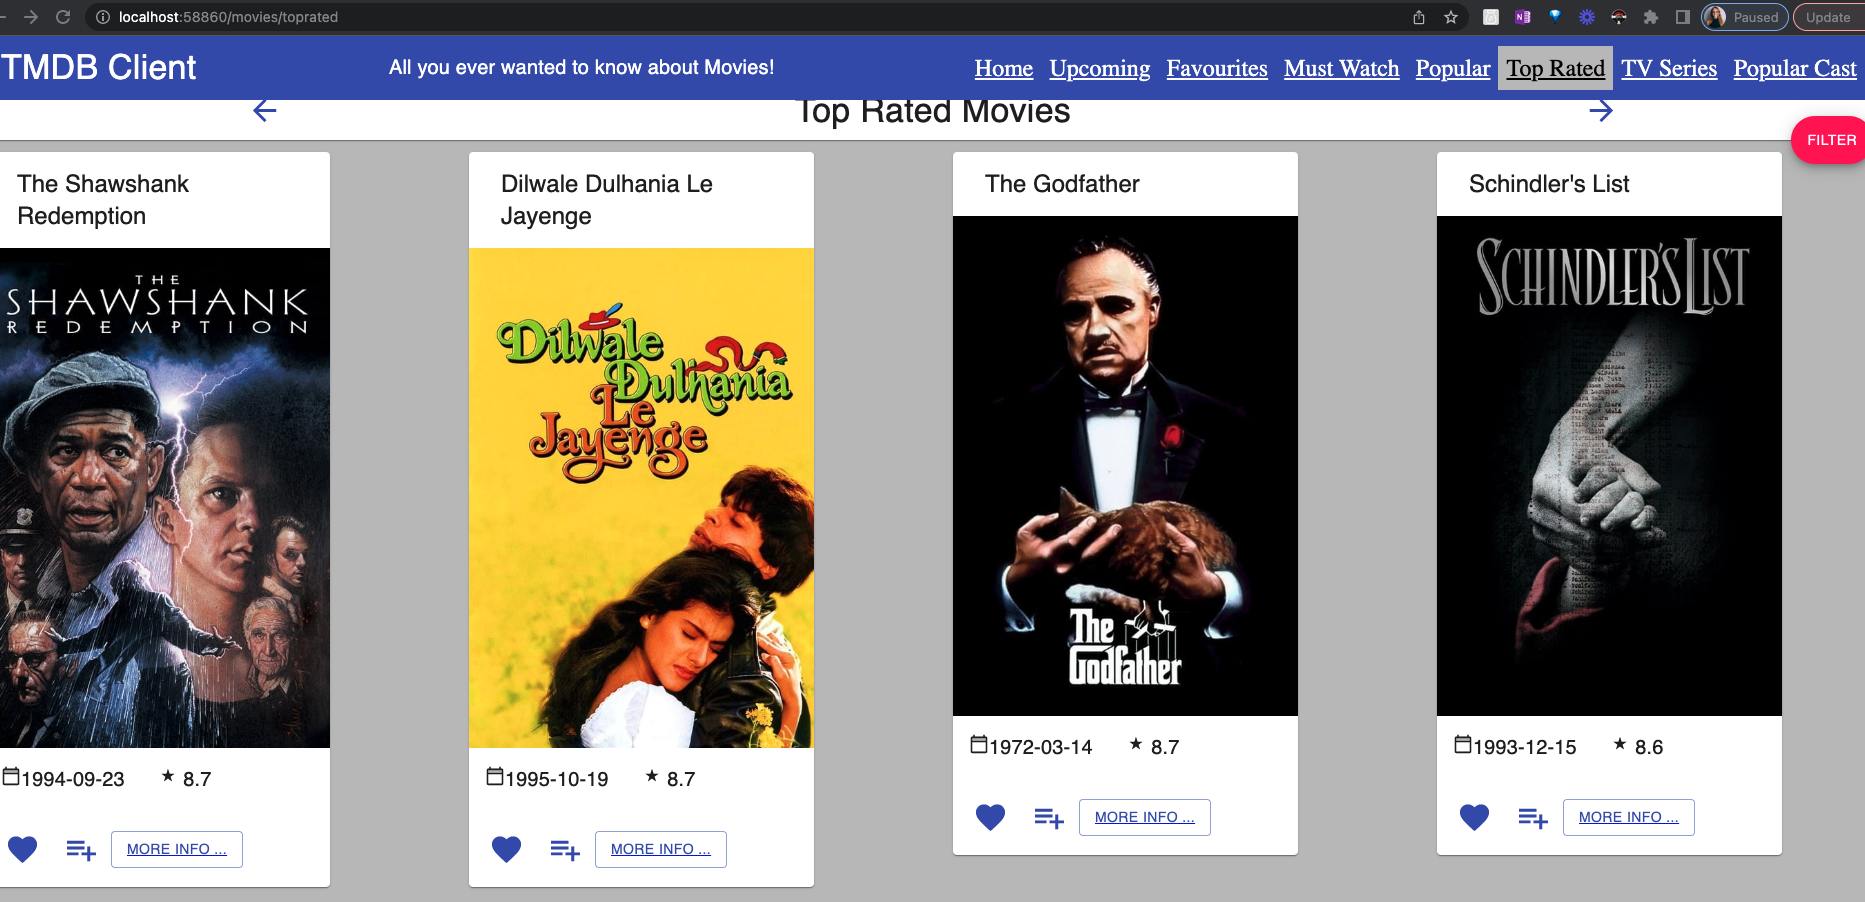 localhost:58860/movies/toprated
Paused
Update
TMDB Client
All you ever wanted to know about Movies!
Home Upcoming Favourites Must Watch Popular Top Rated TV Series Popular Cast
Top Rated Movies
FILTER
The Shawshank
Redemption
THE
SHAWSHANK
REDEMPTION
1994-09-23 ★ 8.7
MORE INFO ...
Dilwale Dulhania Le
Jayenge
Dilwale
Dulhania
Le
Jayenge
1995-10-19 ★ 8.7
MORE INFO ...
The Godfather
The
Godfather
1972-03-14 ★ 8.7
MORE INFO ...
Schindler's List
SCHINDLER'S LIST
1993-12-15 ★ 8.6
MORE INFO ...